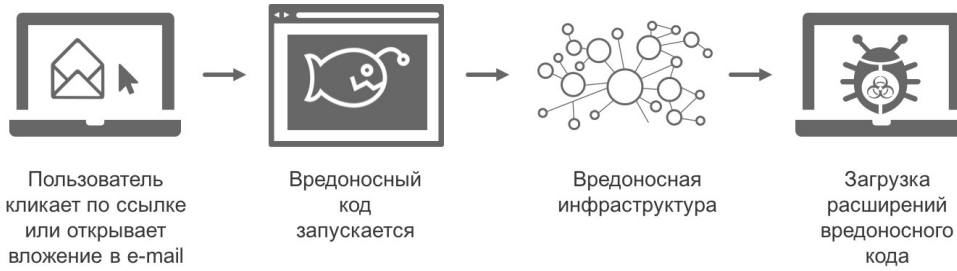 Пользователь
кликает по ссылке
или открывает
вложение в e-mail
Вредоносный
код
запускается
Вредоносная
инфраструктура
Загрузка
расширений
вредоносного
кода